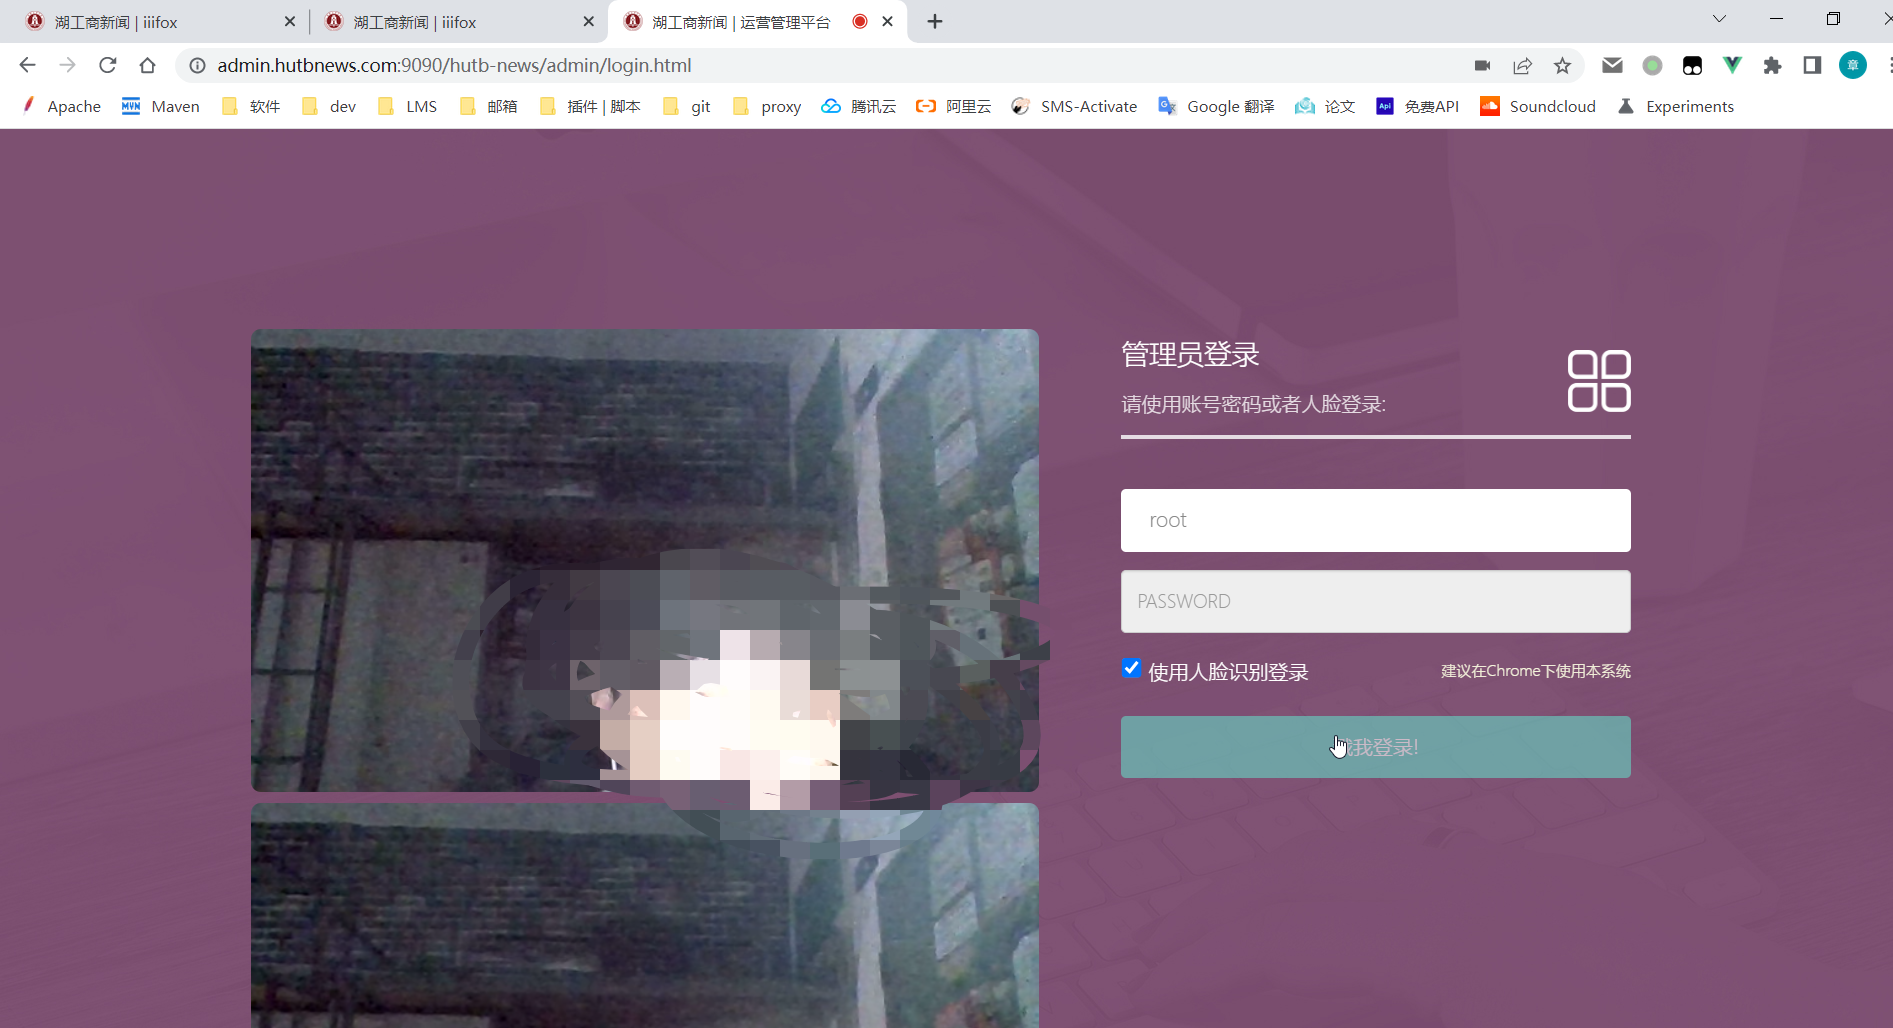 湖工商新闻 | iiifox
湖工商新闻 | iiifox
湖工商新闻 | 运营管理平台
admin.hutbnews.com:9090/hutb-news/admin/login.html
章
Apache
Maven
软件
dev
LMS
邮箱
插件 | 脚本
git
proxy
腾讯云
阿里云
SMS-Activate
Google 翻译
论文
Api
免费API
Soundcloud
Experiments
管理员登录
请使用账号密码或者人脸登录:
root
PASSWORD
使用人脸识别登录
建议在Chrome下使用本系统
我登录!